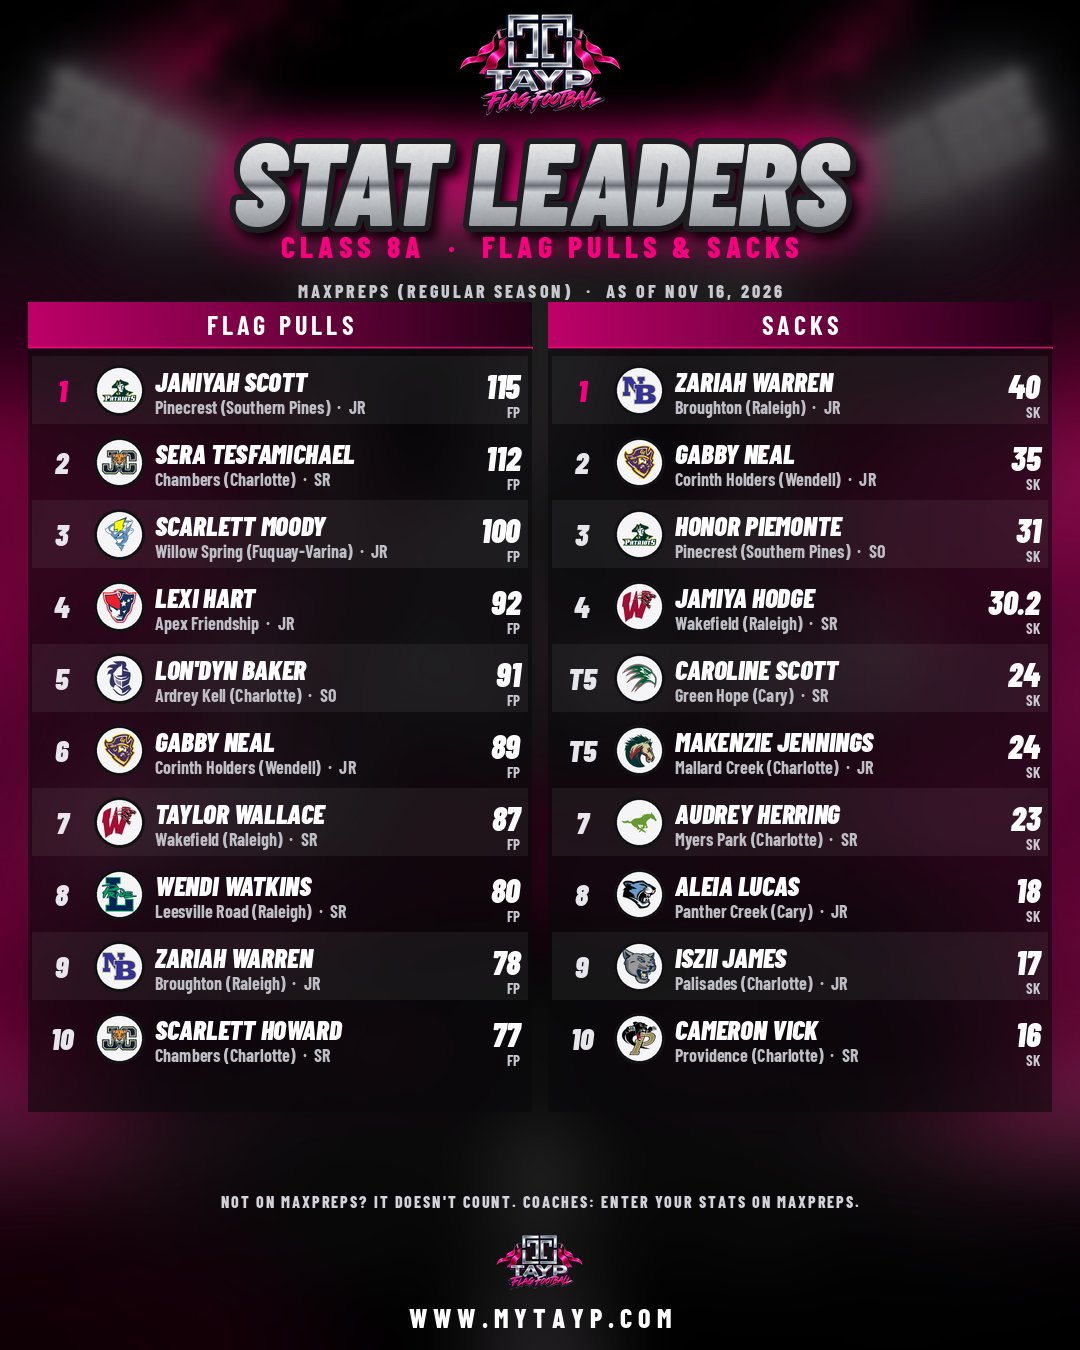 TAYP
FLAG FOOTBALL
STAT LEADERS
CLASS 8A · FLAG PULLS & SACKS
MAXPREPS (REGULAR SEASON) · AS OF NOV 16, 2026
FLAG PULLS
1 JANIYAH SCOTT 115
Pinecrest (Southern Pines) · JR FP
2 SERA TESFAMICHAEL 112
Chambers (Charlotte) · SR FP
3 SCARLETT MOODY 100
Willow Spring (Fuquay-Varina) · JR FP
4 LEXI HART 92
Apex Friendship · JR FP
5 LON'DYN BAKER 91
Ardrey Kell (Charlotte) · SO FP
6 GABBY NEAL 89
Corinth Holders (Wendell) · JR FP
7 TAYLOR WALLACE 87
Wakefield (Raleigh) · SR FP
8 WENDI WATKINS 80
Leesville Road (Raleigh) · SR FP
9 ZARIAH WARREN 78
Broughton (Raleigh) · JR FP
10 SCARLETT HOWARD 77
Chambers (Charlotte) · SR FP
SACKS
1 ZARIAH WARREN 40
Broughton (Raleigh) · JR SK
2 GABBY NEAL 35
Corinth Holders (Wendell) · JR SK
3 HONOR PIEMONTE 31
Pinecrest (Southern Pines) · SO SK
4 JAMIYA HODGE 30.2
Wakefield (Raleigh) · SR SK
T5 CAROLINE SCOTT 24
Green Hope (Cary) · SR SK
T5 MAKENZIE JENNINGS 24
Mallard Creek (Charlotte) · JR SK
7 AUDREY HERRING 23
Myers Park (Charlotte) · SR SK
8 ALEIA LUCAS 18
Panther Creek (Cary) · JR SK
9 ISZII JAMES 17
Palisades (Charlotte) · JR SK
10 CAMERON VICK 16
Providence (Charlotte) · SR SK
NOT ON MAXPREPS? IT DOESN'T COUNT. COACHES: ENTER YOUR STATS ON MAXPREPS.
TAYP
FLAG FOOTBALL
WWW.MYTAYP.COM